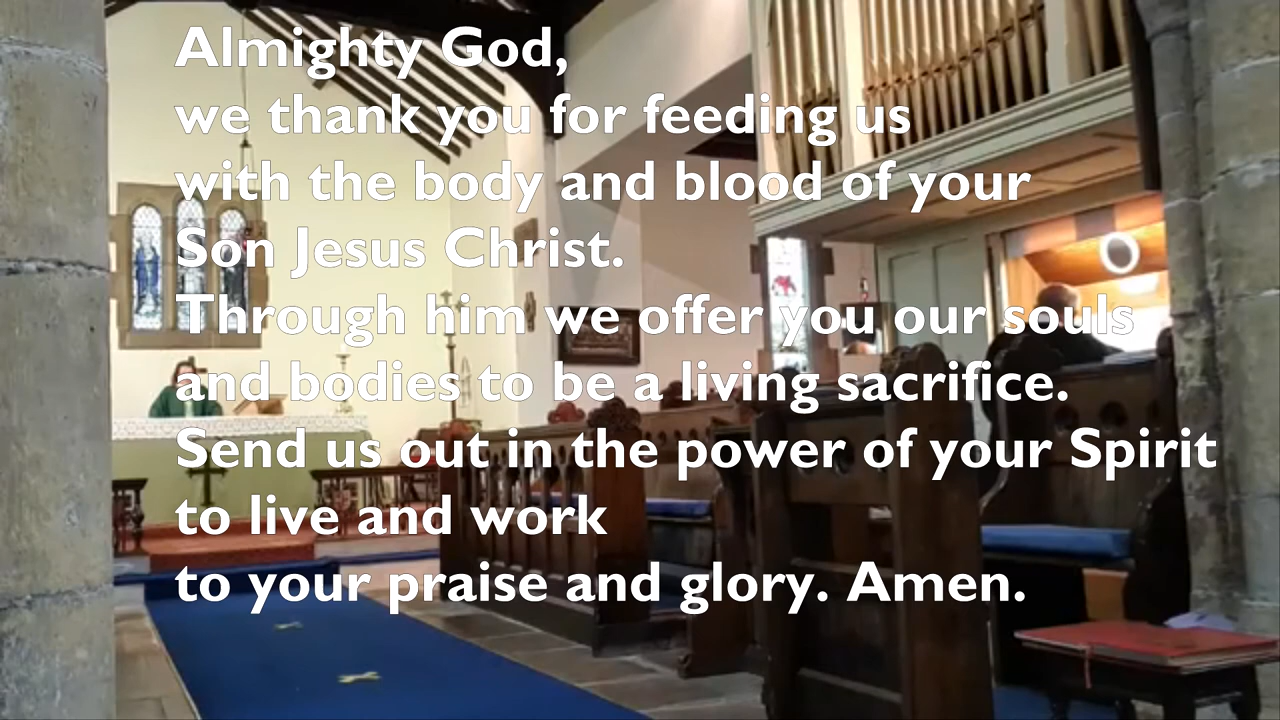 Almighty God,
we thank you for feeding us
with the body and blood of your
Son Jesus Christ.
Through him we offer you our souls
and bodies to be a living sacrifice.
Send us out in the power of your Spirit
to live and work
to your praise and glory. Amen.